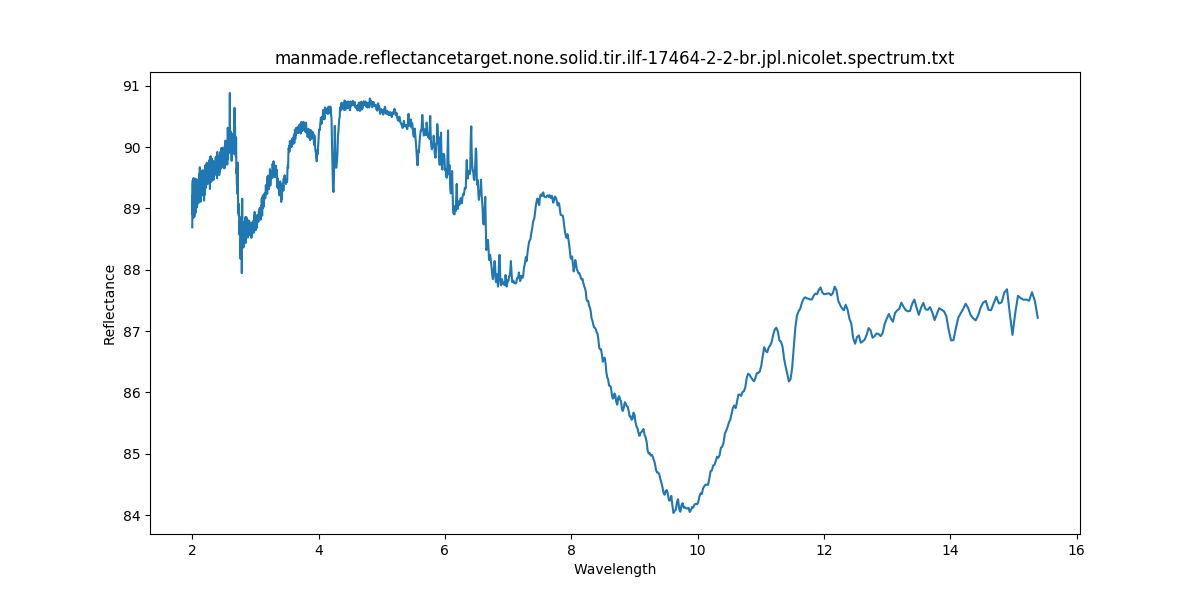 manmade.reflectancetarget.none.solid.tir.ilf-17464-2-2-br.jpl.nicolet.spectrum.txt
91
90
89
88
87
86
85
84
Reflectance
2 4 6 8 10 12 14 16
Wavelength